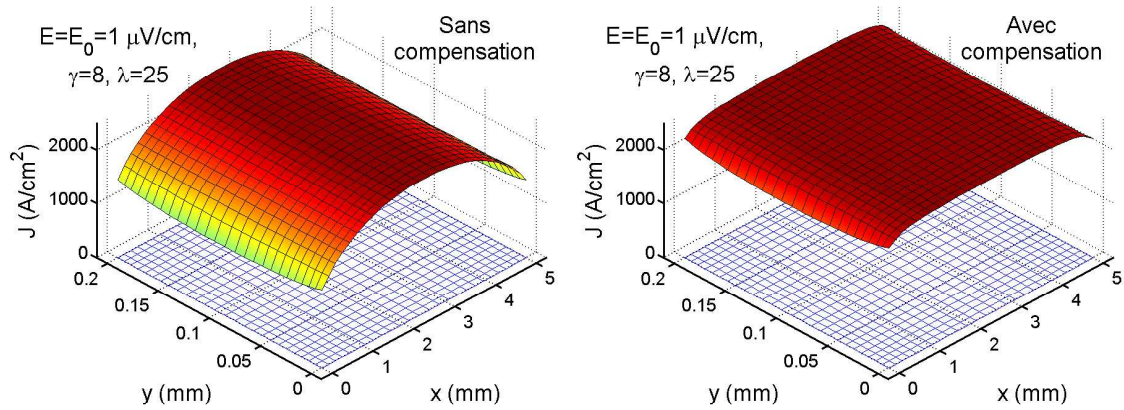 E=E0=1 μV/cm,
γ=8, λ=25
Sans
compensation
J (A/cm²)
2000
1000
0
0.2
0.15
0.1
0.05
0
y (mm)
0
1
2
3
4
5
x (mm)
E=E0=1 μV/cm,
γ=8, λ=25
Avec
compensation
J (A/cm²)
2000
1000
0
0.2
0.15
0.1
0.05
0
y (mm)
0
1
2
3
4
5
x (mm)